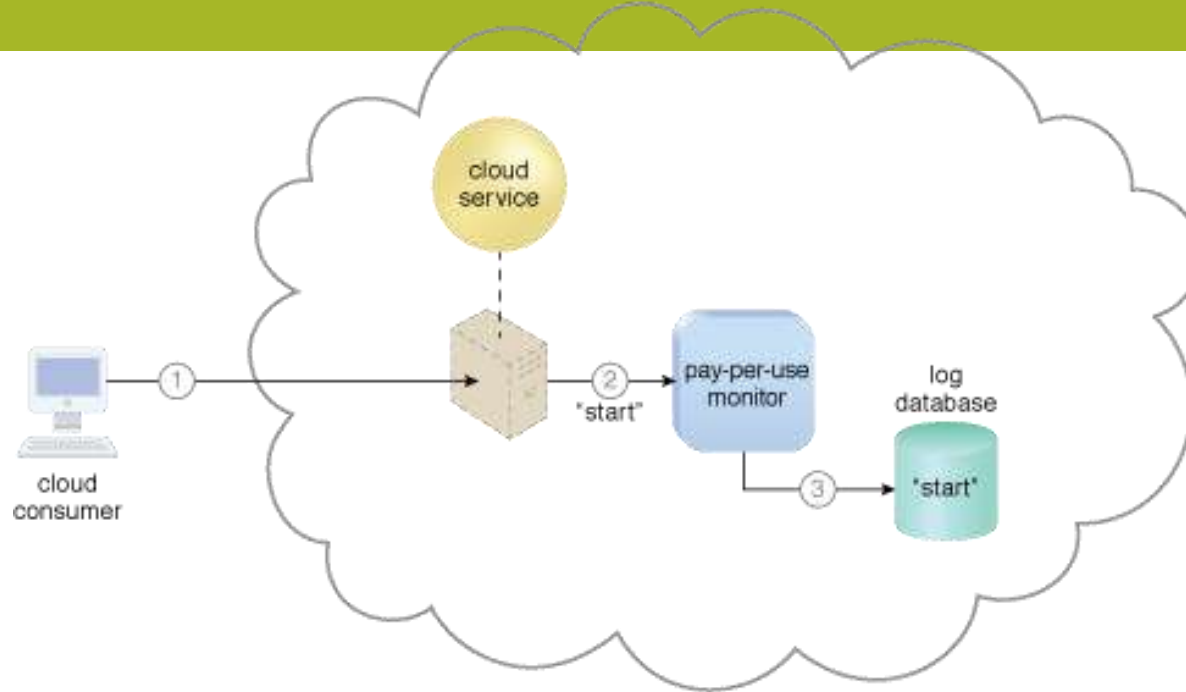 cloud
service
1
2
"start"
pay-per-use
monitor
log
database
3
"start"
cloud
consumer